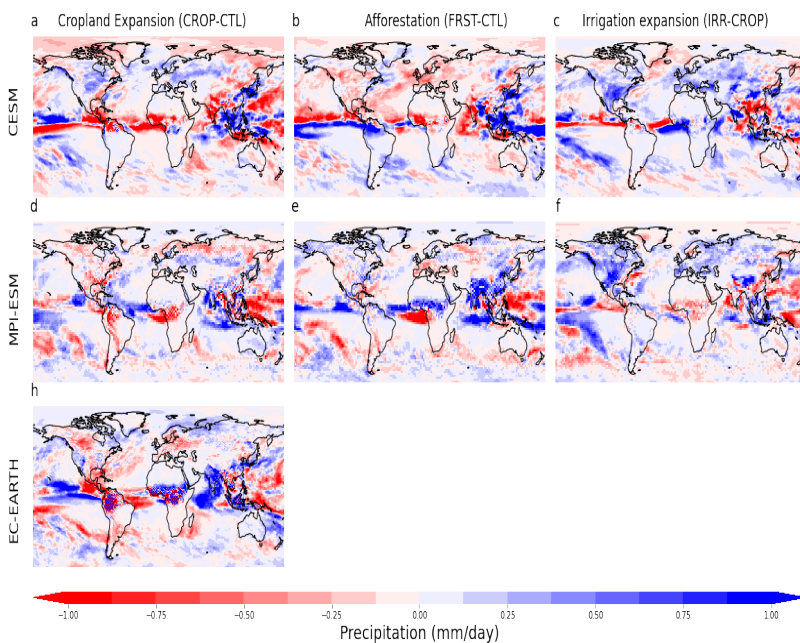 a Cropland Expansion (CROP-CTL) b Afforestation (FRST-CTL) c Irrigation expansion (IRR-CROP)
CESM
d e f
MPI-ESM
h
EC-EARTH
−1.00 −0.75 −0.50 −0.25 0.00 0.25 0.50 0.75 1.00
Precipitation (mm/day)